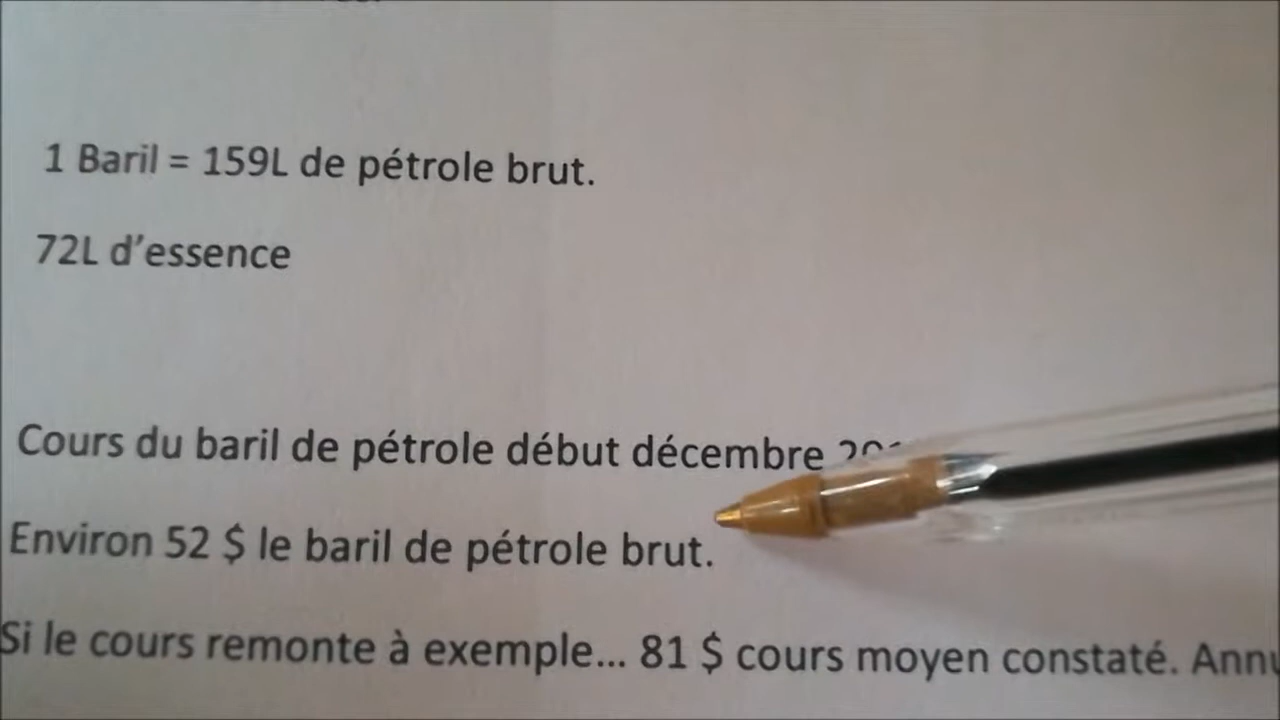 1 Baril = 159L de pétrole brut.
72L d'essence
Cours du baril de pétrole début décembre
Environ 52 $ le baril de pétrole brut.
Si le cours remonte à exemple... 81 $ cours moyen constaté.